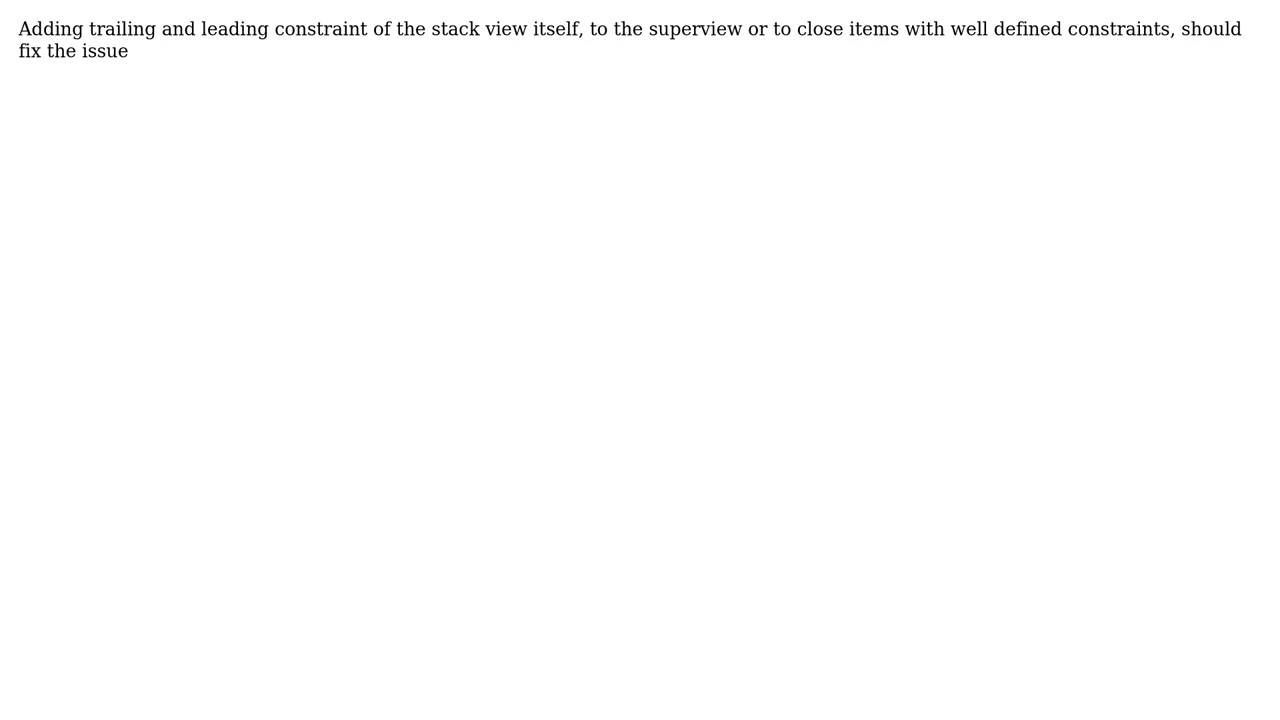 Adding trailing and leading constraint of the stack view itself, to the superview or to close items with well defined constraints, should
fix the issue